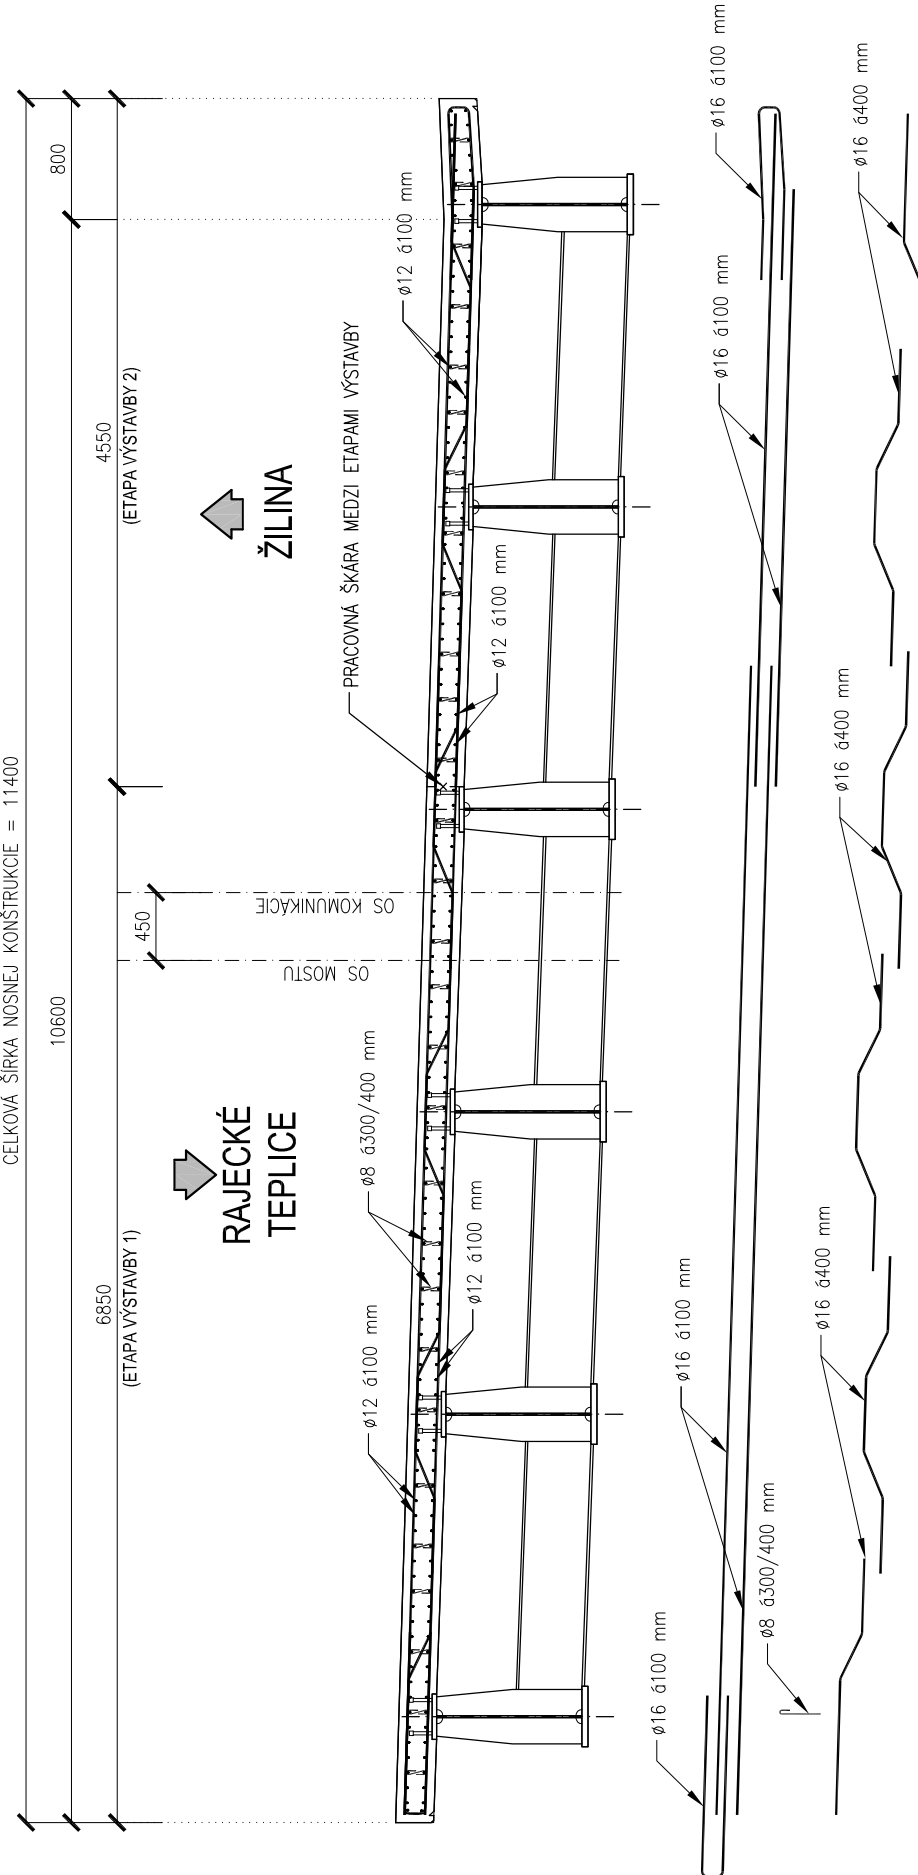 CELKOVÁ ŠÍRKA NOSNEJ KONŠTRUKCIE = 11400
10600
800
6850
(ETAPA VÝSTAVBY 1)
4550
(ETAPA VÝSTAVBY 2)
450
RAJECKÉ
TEPLICE
ŽILINA
OS MOSTU
OS KOMUNIKÁCIE
PRACOVNÁ ŠKÁRA MEDZI ETAPAMI VÝSTAVBY
ø12 á100 mm
ø8 á300/400 mm
ø12 á100 mm
ø12 á100 mm
ø12 á100 mm
ø16 á100 mm
ø16 á100 mm
ø16 á100 mm
ø16 á100 mm
ø8 á300/400 mm
ø16 á400 mm
ø16 á400 mm
ø16 á400 mm